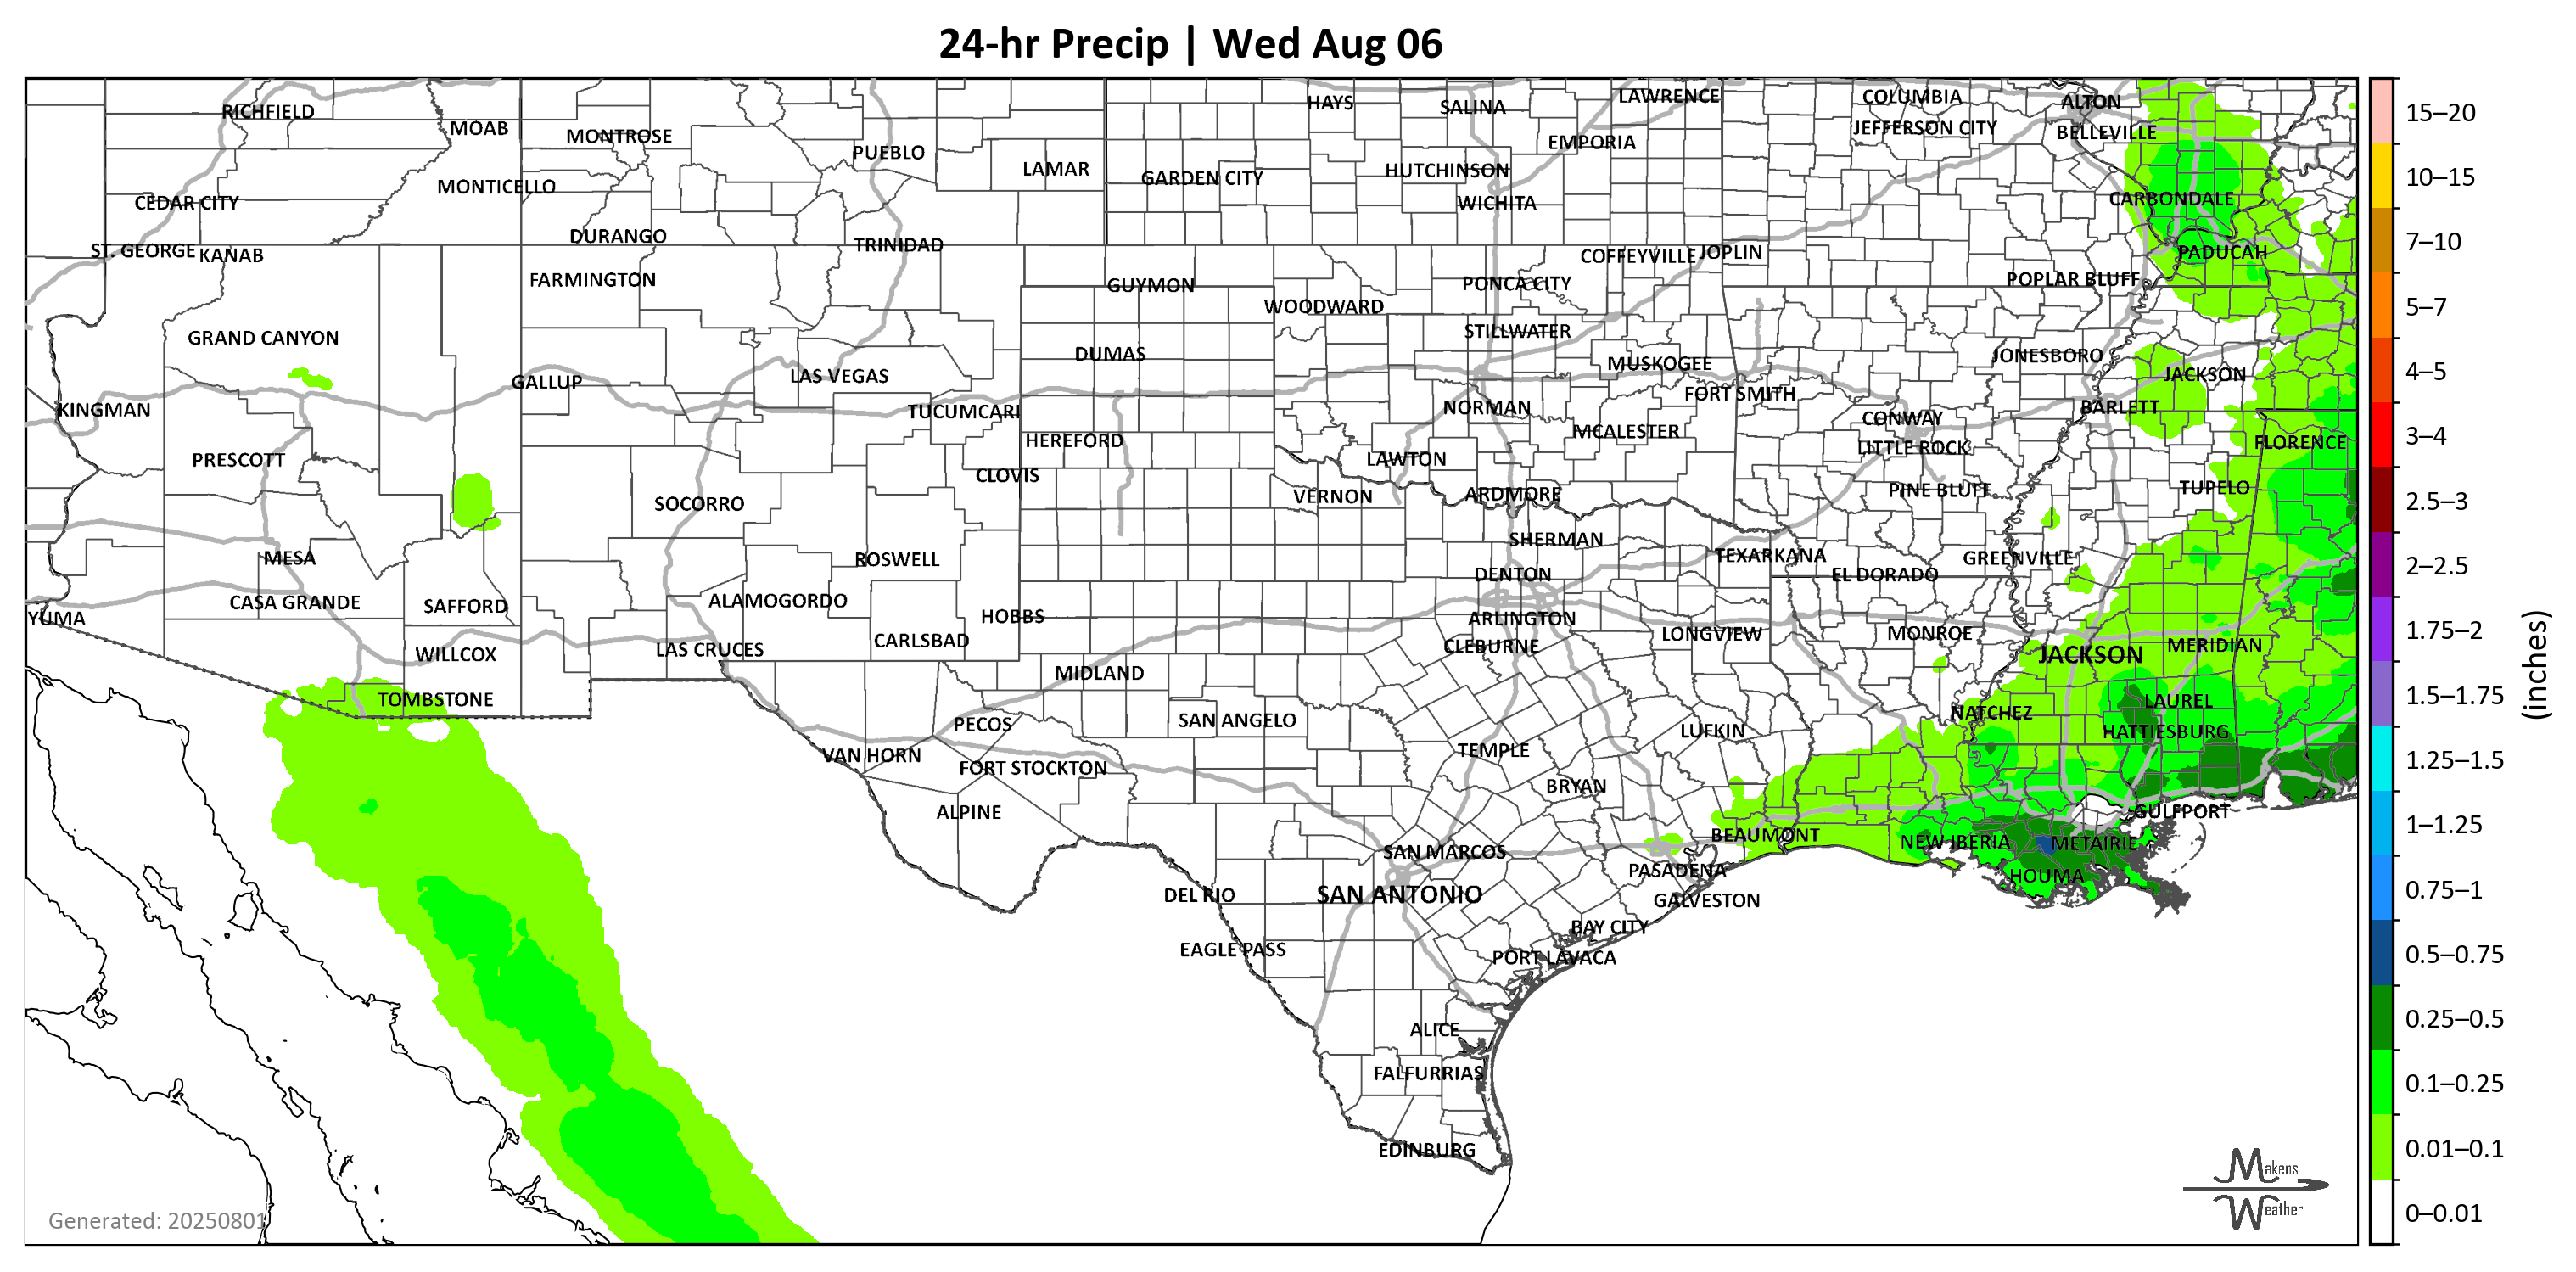 24-hr Precip | Wed Aug 06
RICHFIELD
MOAB
MONTROSE
PUEBLO
LAMAR
GARDEN CITY
HAYS
SALINA
LAWRENCE
EMPORIA
HUTCHINSON
WICHITA
COLUMBIA
JEFFERSON CITY
ALTON
BELLEVILLE
CARBONDALE
PADUCAH
MONTICELLO
CEDAR CITY
ST. GEORGE
KANAB
DURANGO
TRINIDAD
FARMINGTON
GUYMON
WOODWARD
PONCA CITY
COFFEYVILLE
JOPLIN
POPLAR BLUFF
GRAND CANYON
DUMAS
STILLWATER
MUSKOGEE
JONESBORO
JACKSON
KINGMAN
GALLUP
LAS VEGAS
TUCUMCARI
NORMAN
FORT SMITH
BARLETT
CONWAY
HEREFORD
MCALESTER
LITTLE ROCK
FLORENCE
PRESCOTT
CLOVIS
LAWTON
SOCORRO
VERNON
ARDMORE
PINE BLUFF
TUPELO
MESA
ROSWELL
SHERMAN
TEXARKANA
GREENVILLE
DENTON
EL DORADO
CASA GRANDE
SAFFORD
ALAMOGORDO
HOBBS
ARLINGTON
YUMA
CARLSBAD
CLEBURNE
LONGVIEW
MONROE
MERIDIAN
WILLCOX
LAS CRUCES
JACKSON
MIDLAND
TOMBSTONE
LAUREL
PECOS
SAN ANGELO
NATCHEZ
LUFKIN
HATTIESBURG
VAN HORN
FORT STOCKTON
TEMPLE
BRYAN
ALPINE
GULFPORT
BEAUMONT
NEW IBERIA
METAIRIE
SAN MARCOS
PASADENA
HOUMA
DEL RIO
SAN ANTONIO
GALVESTON
BAY CITY
EAGLE PASS
PORT LAVACA
ALICE
FALFURRIAS
EDINBURG
Makens
Weather
Generated: 20250801
15–20
10–15
7–10
5–7
4–5
3–4
2.5–3
2–2.5
1.75–2
1.5–1.75
1.25–1.5
1–1.25
0.75–1
0.5–0.75
0.25–0.5
0.1–0.25
0.01–0.1
0–0.01
(inches)